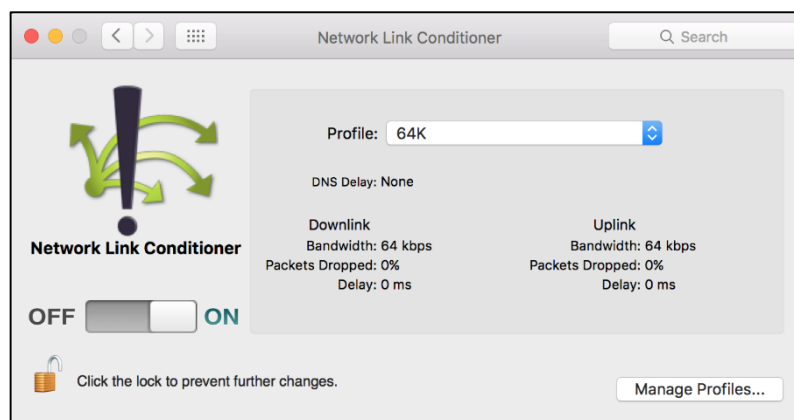 Network Link Conditioner
Search
Profile: 64K
DNS Delay: None
Downlink
Bandwidth: 64 kbps
Packets Dropped: 0%
Delay: 0 ms
Uplink
Bandwidth: 64 kbps
Packets Dropped: 0%
Delay: 0 ms
Network Link Conditioner
OFF ON
Click the lock to prevent further changes.
Manage Profiles...